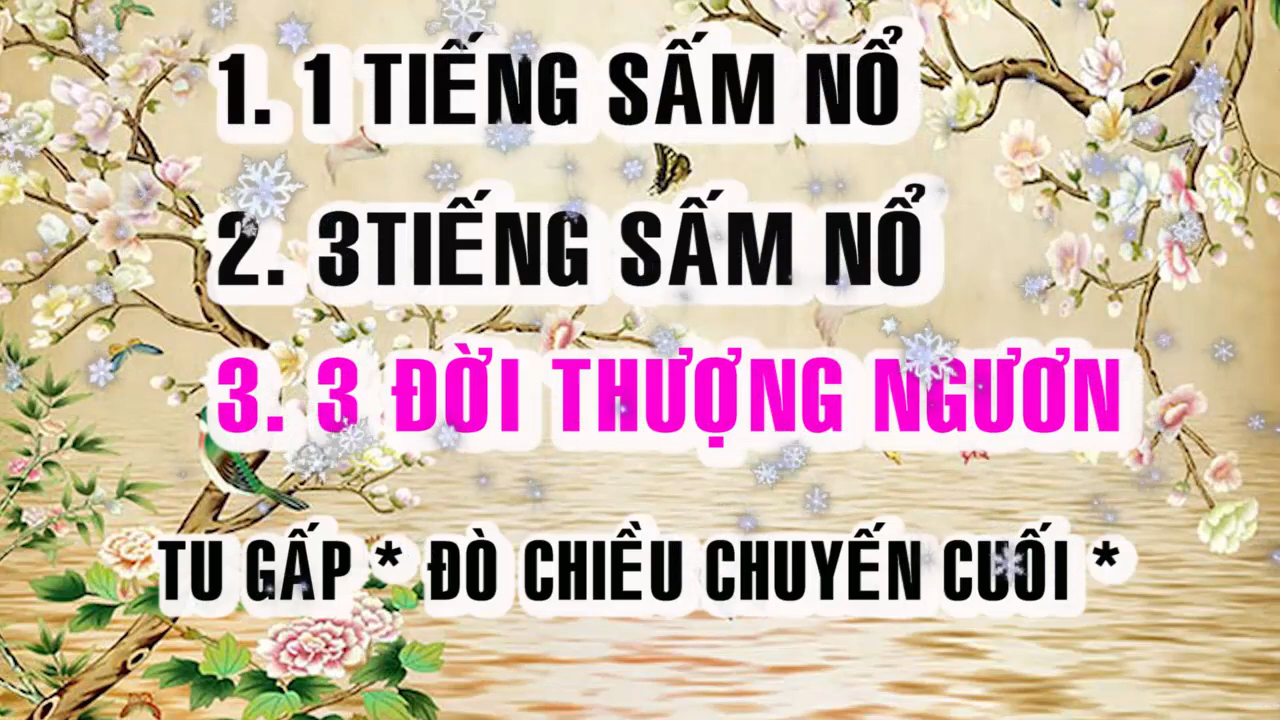 1. 1 TIẾNG SẤM NỔ
2. 3TIẾNG SẤM NỔ
3. 3 ĐỜI THƯỢNG NGƯƠN
TU GẤP * ĐÒ CHIỀU CHUYẾN CUỐI *